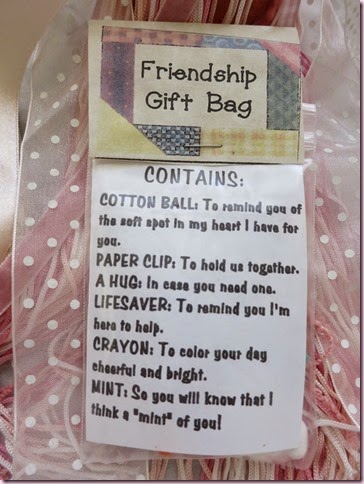 Friendship
Gift Bag
CONTAINS:
COTTON BALL: To remind you of
the soft spot in my heart I have for
you.
PAPER CLIP: To hold us together.
A HUG: In case you need one.
LIFESAVER: To remind you I'm
here to help.
CRAYON: To color your day
cheerful and bright.
MINT: So you will know that I
think a "mint" of you!